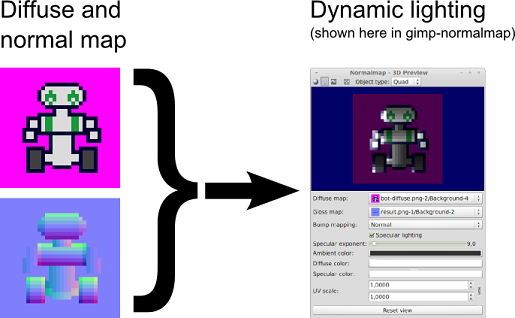 Diffuse and
normal map
Dynamic lighting
(shown here in gimp-normalmap)
Normalmap - 3D Preview
Object type: Quad
Diffuse map: bot-diffuse.png-2/Background-4
Gloss map: result.png-1/Background-2
Bump mapping: Normal
Specular lighting
Specular exponent: 9,0
Ambient color:
Diffuse color:
Specular color:
UV scale: 1,0000
1,0000
Reset view